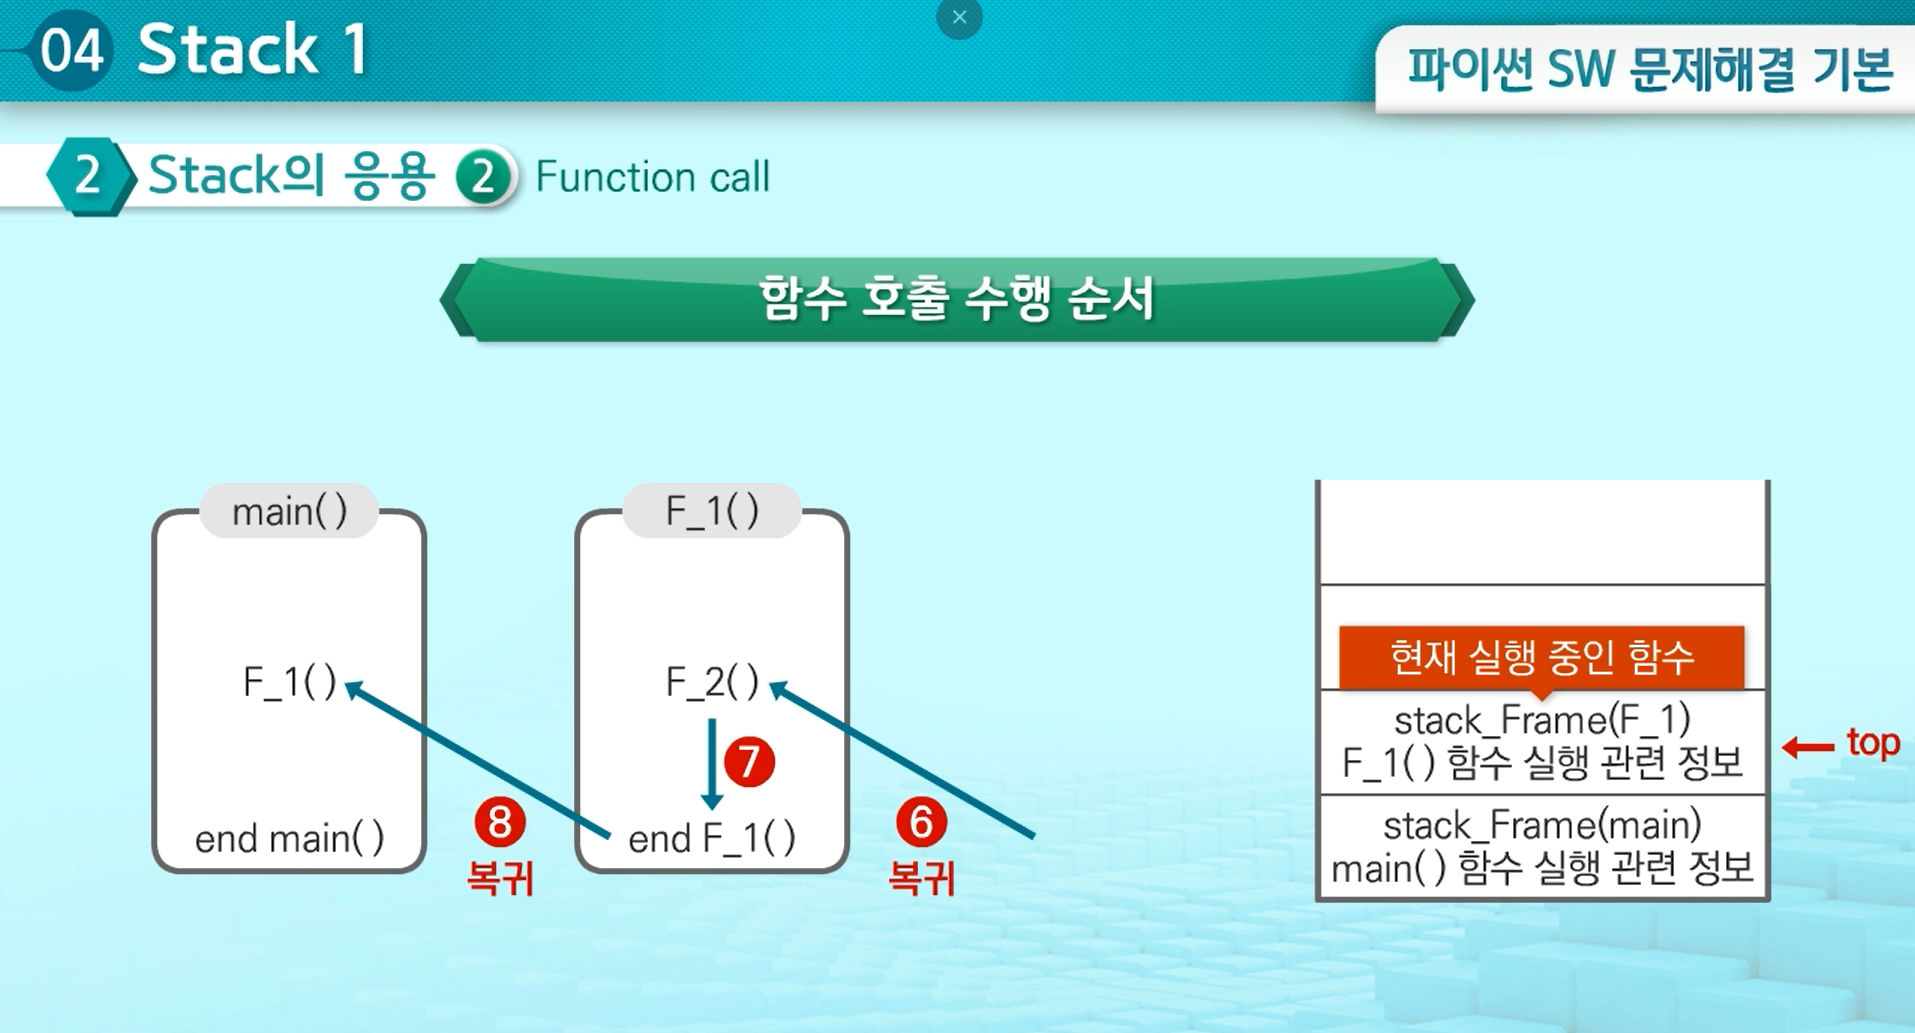 04 Stack 1
파이썬 SW 문제해결 기본
2 Stack의 응용 2 Function call
함수 호출 수행 순서
main( )
F_1( )
end main( )
8
복귀
F_1( )
F_2( )
7
end F_1( )
6
복귀
현재 실행 중인 함수
stack_Frame(F_1)
F_1( ) 함수 실행 관련 정보
top
stack_Frame(main)
main( ) 함수 실행 관련 정보